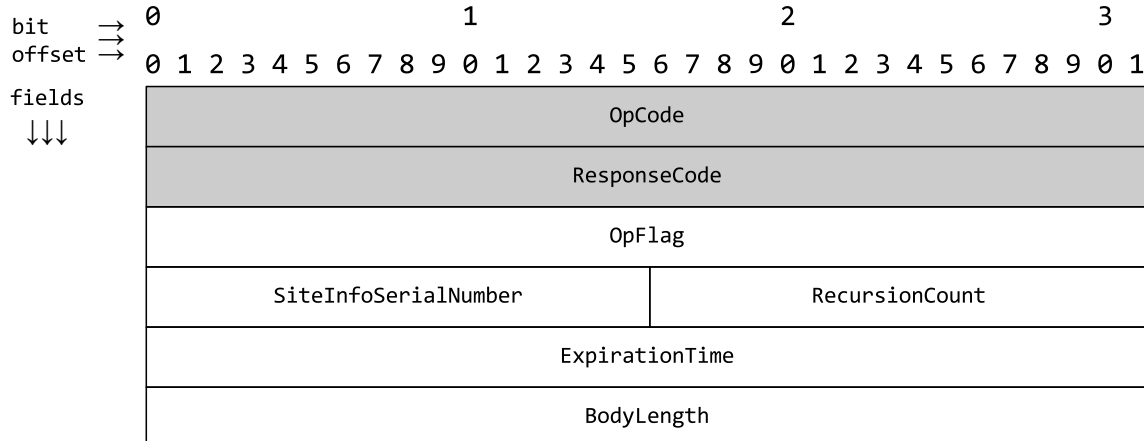 0 1 2 3
bit →
→
offset →
0 1 2 3 4 5 6 7 8 9 0 1 2 3 4 5 6 7 8 9 0 1 2 3 4 5 6 7 8 9 0 1
fields
↓↓↓
OpCode
ResponseCode
OpFlag
SiteInfoSerialNumber RecursionCount
ExpirationTime
BodyLength